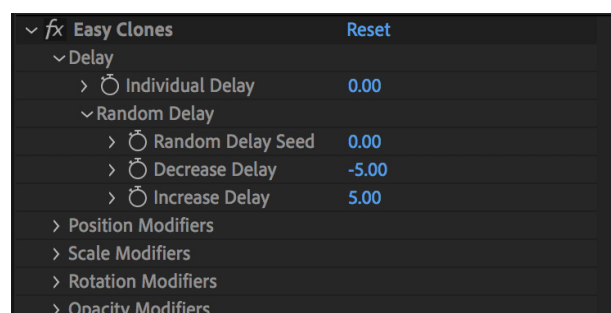 fx Easy Clones Reset
Delay
Individual Delay 0.00
Random Delay
Random Delay Seed 0.00
Decrease Delay -5.00
Increase Delay 5.00
Position Modifiers
Scale Modifiers
Rotation Modifiers
Opacity Modifiers